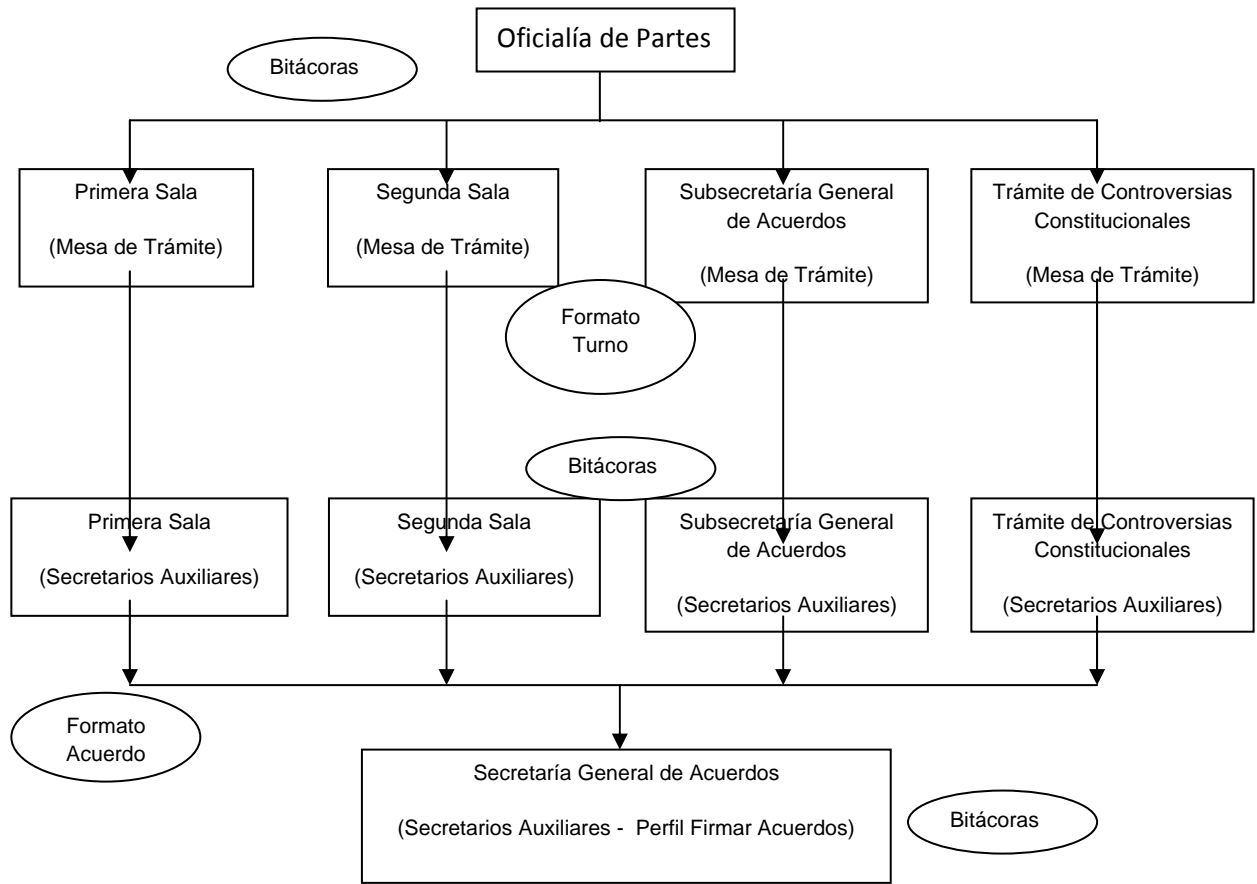 Oficialía de Partes
Bitácoras
Primera Sala
(Mesa de Trámite)
Segunda Sala
(Mesa de Trámite)
Subsecretaría General
de Acuerdos
(Mesa de Trámite)
Trámite de Controversias
Constitucionales
(Mesa de Trámite)
Formato
Turno
Bitácoras
Primera Sala
(Secretarios Auxiliares)
Segunda Sala
(Secretarios Auxiliares)
Subsecretaría General
de Acuerdos
(Secretarios Auxiliares)
Trámite de Controversias
Constitucionales
(Secretarios Auxiliares)
Formato
Acuerdo
Secretaría General de Acuerdos
(Secretarios Auxiliares - Perfil Firmar Acuerdos)
Bitácoras